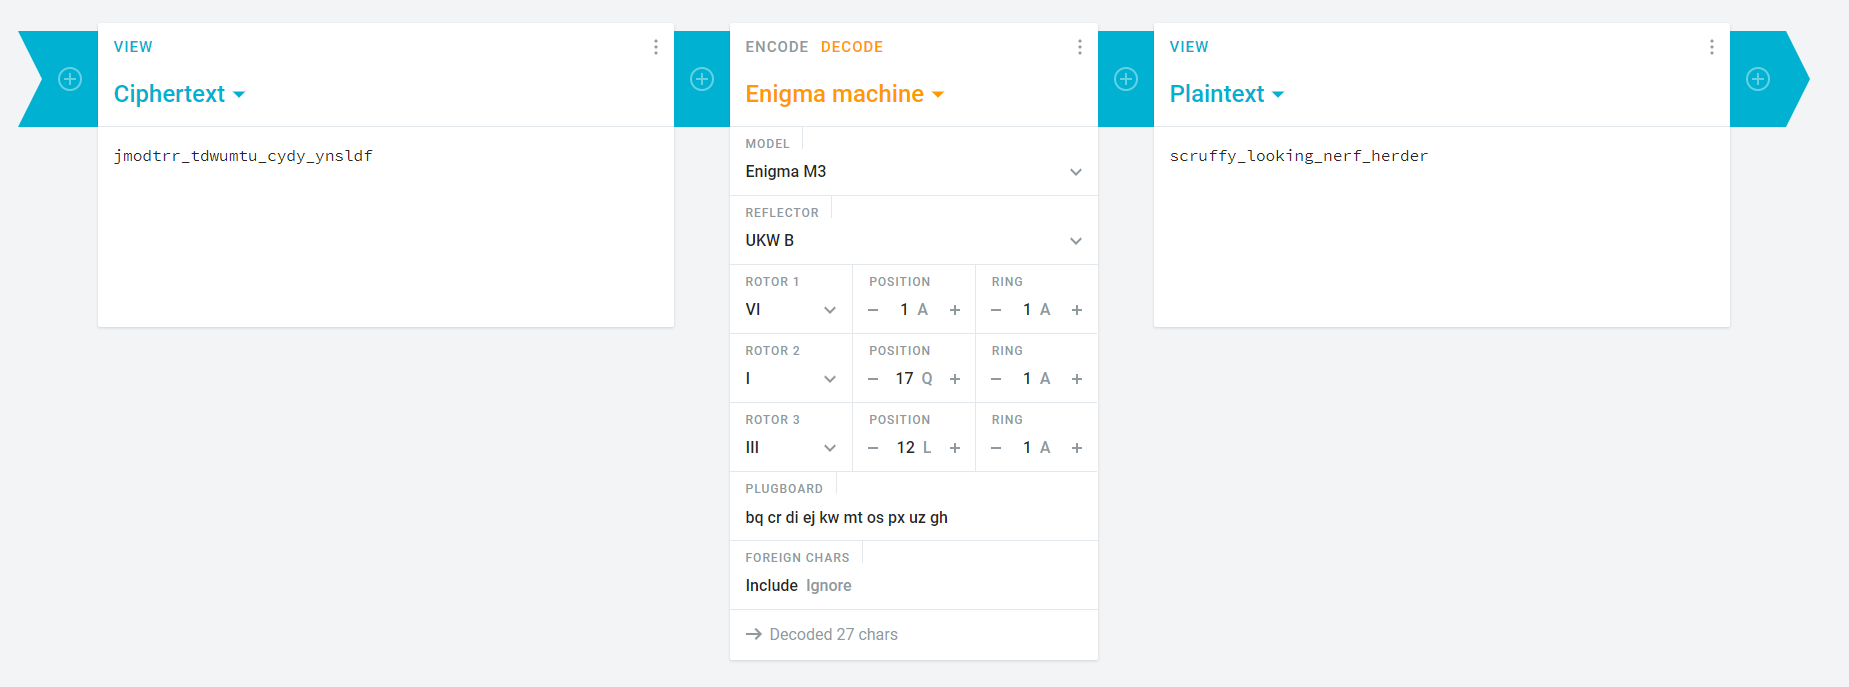 VIEW
Ciphertext
jmodtrr_tdwumtu_cydy_ynsldf
ENCODE DECODE
Enigma machine
MODEL
Enigma M3
REFLECTOR
UKW B
ROTOR 1 POSITION RING
VI − 1 A + − 1 A +
ROTOR 2 POSITION RING
I − 17 Q + − 1 A +
ROTOR 3 POSITION RING
III − 12 L + − 1 A +
PLUGBOARD
bq cr di ej kw mt os px uz gh
FOREIGN CHARS
Include Ignore
→ Decoded 27 chars
VIEW
Plaintext
scruffy_looking_nerf_herder